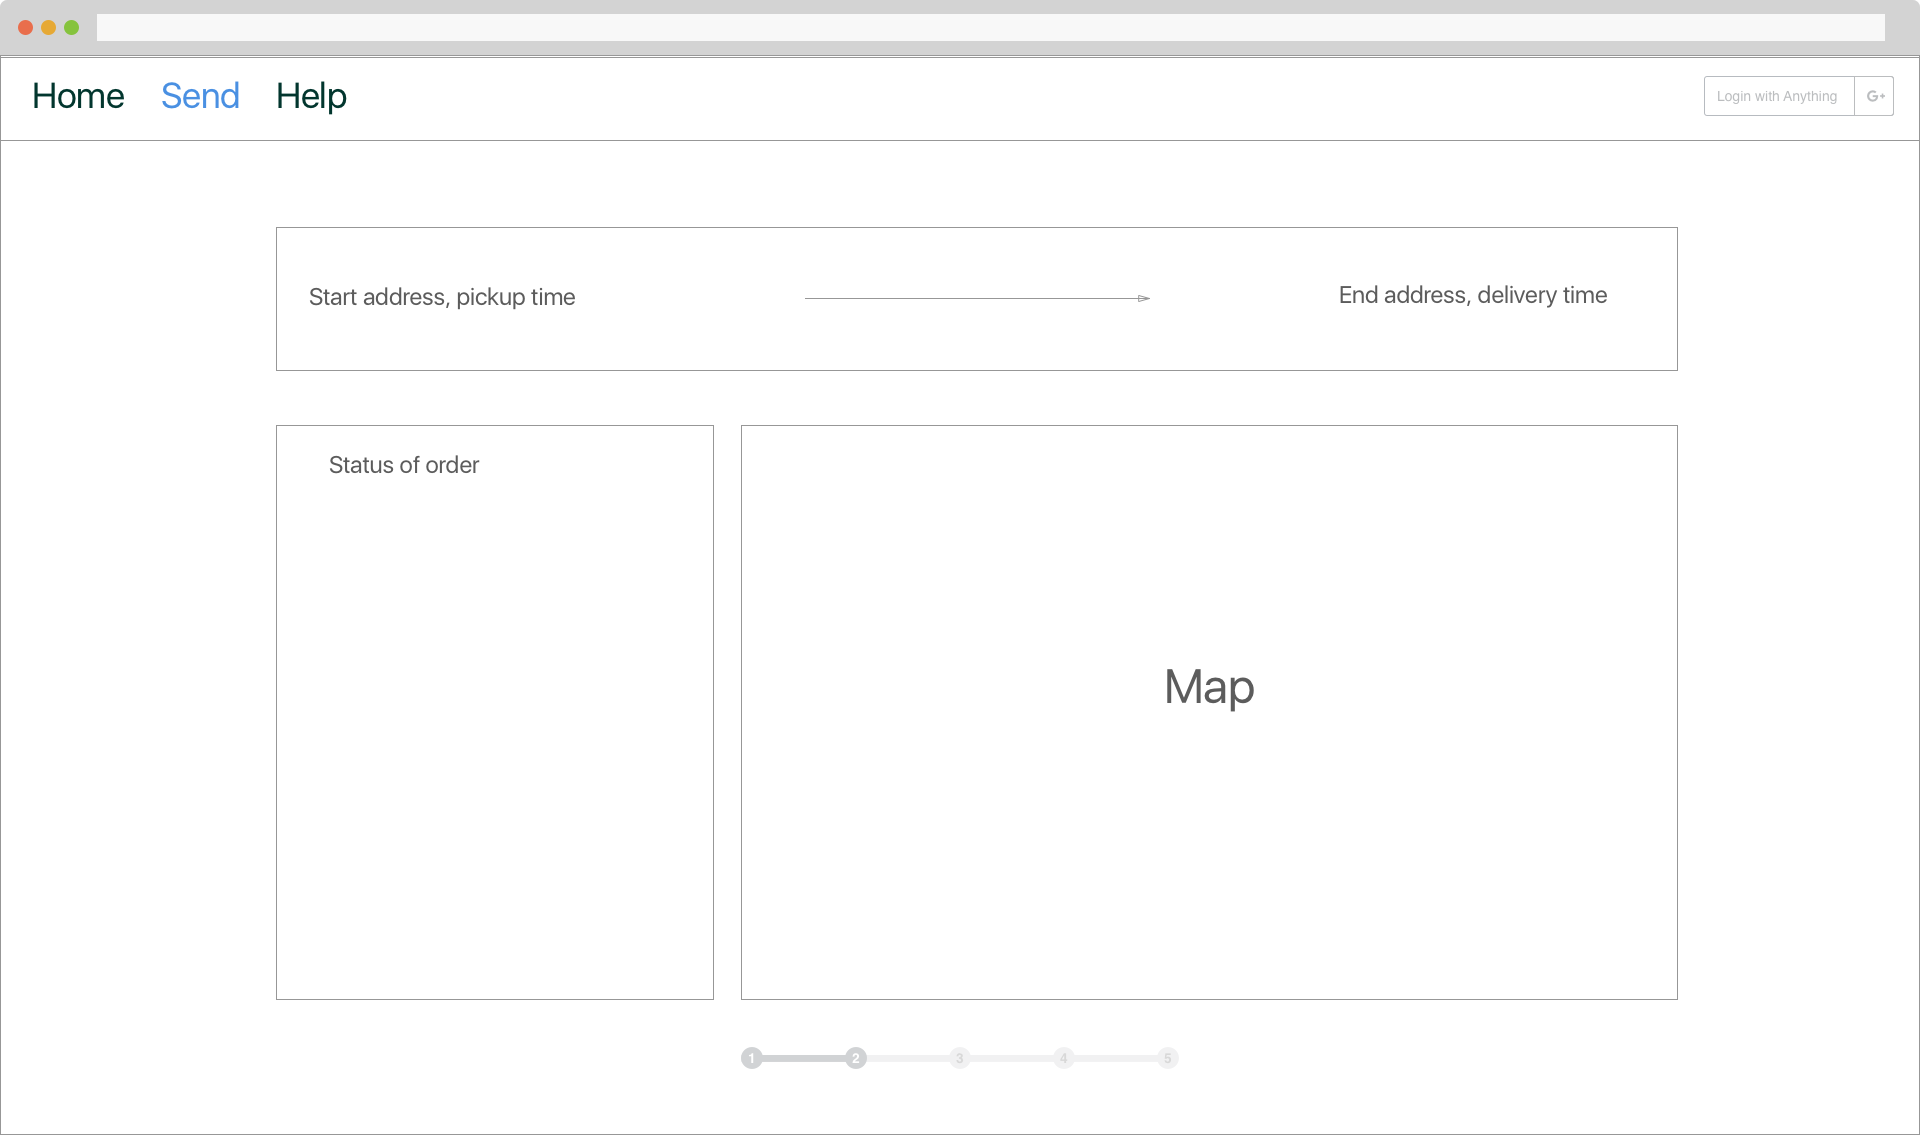 Home Send Help Login with Anything G+
Start address, pickup time End address, delivery time
Status of order
Map
1 2 3 4 5